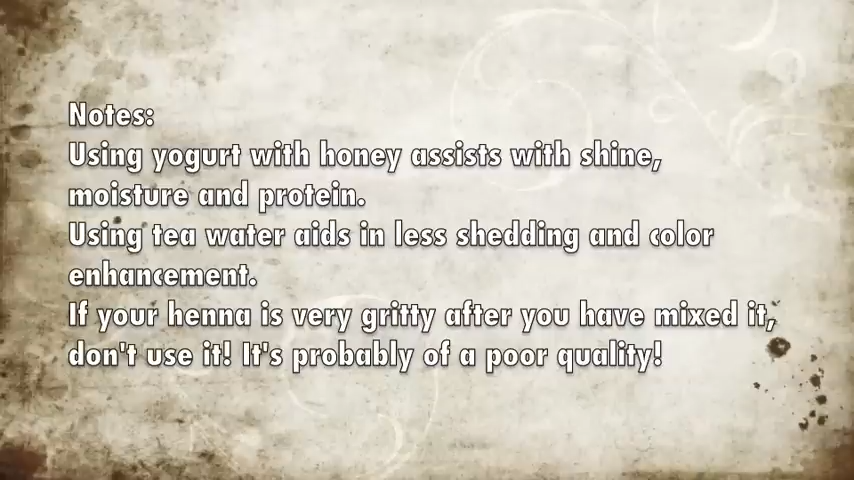 Notes:
Using yogurt with honey assists with shine,
moisture and protein.
Using tea water aids in less shedding and color
enhancement.
If your henna is very gritty after you have mixed it,
don't use it! It's probably of a poor quality!